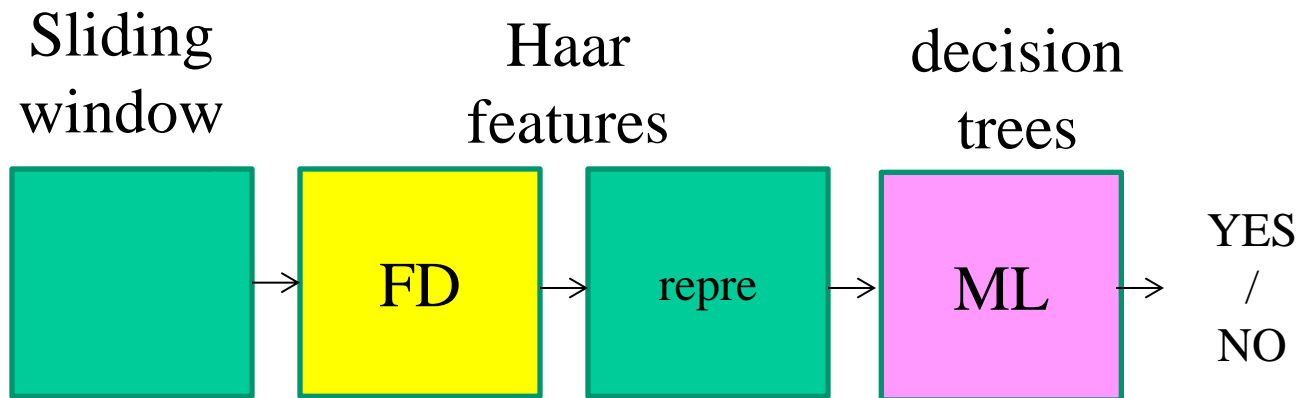 Sliding
window
Haar
features
decision
trees
FD
repre
ML
YES
/
NO